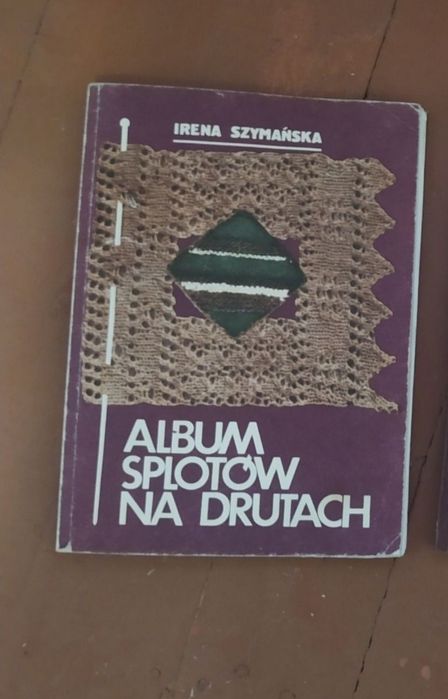 IRENA SZYMAŃSKA
ALBUM
SPLOTÓW
NA DRUTACH